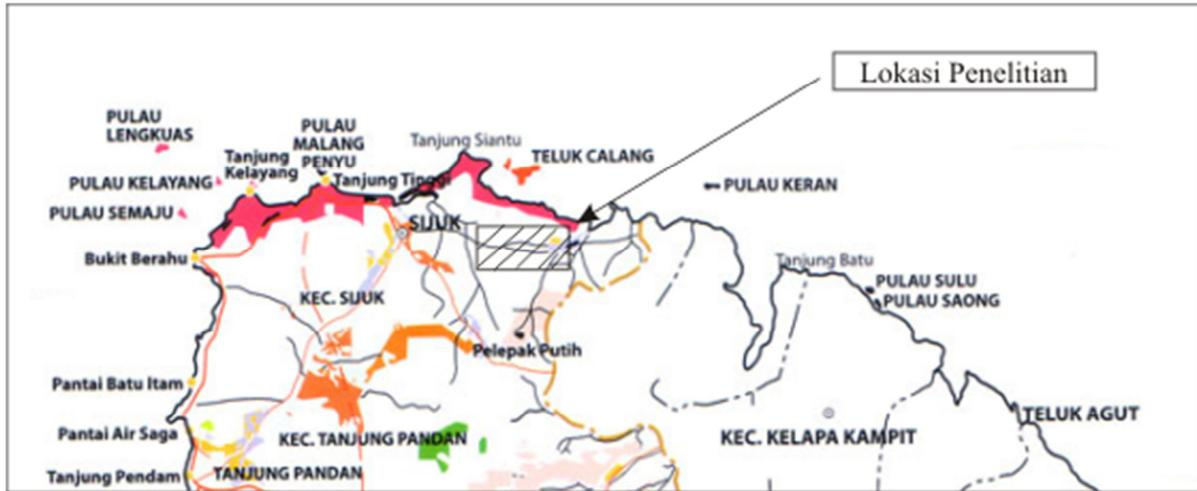 Lokasi Penelitian
PULAU
LENGKUAS
PULAU
MALANG
PENYU
Tanjung Siantu
Tanjung
Kelayang
TELUK CALANG
PULAU KELAYANG
Tanjung Tinggi
PULAU KERAN
PULAU SEMAJU
SIJUK
Bukit Berahu
Tanjung Batu
PULAU SULU
PULAU SAONG
KEC. SIJUK
Pelepak Putih
Pantai Batu Itam
TELUK AGUT
Pantai Air Saga
KEC. TANJUNG PANDAN
KEC. KELAPA KAMPIT
Tanjung Pendam
TANJUNG PANDAN